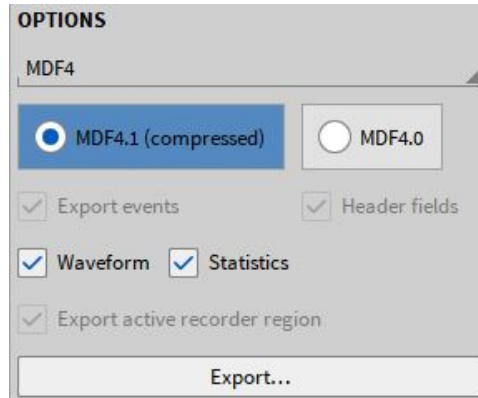 OPTIONS
MDF4
MDF4.1 (compressed) MDF4.0
Export events Header fields
Waveform Statistics
Export active recorder region
Export...